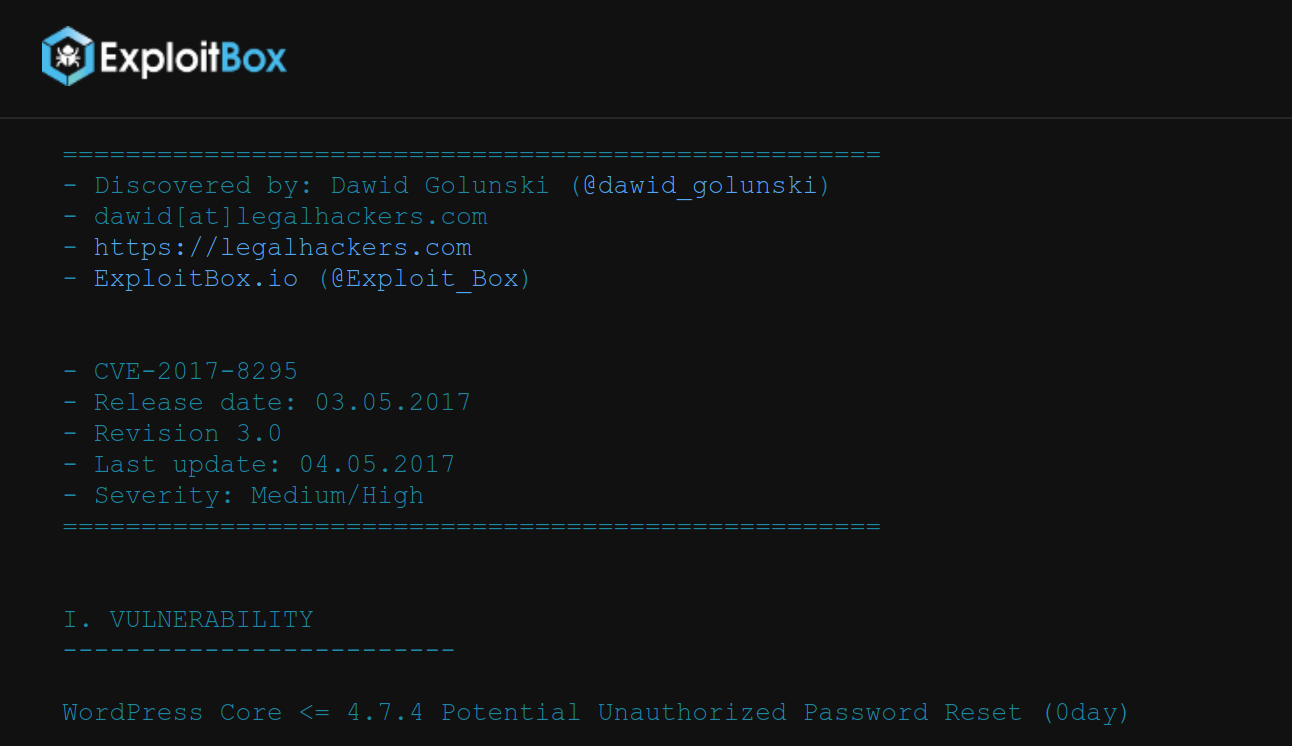 ExploitBox
====================================================
- Discovered by: Dawid Golunski (@dawid_golunski)
- dawid[at]legalhackers.com
- https://legalhackers.com
- ExploitBox.io (@Exploit_Box)
- CVE-2017-8295
- Release date: 03.05.2017
- Revision 3.0
- Last update: 04.05.2017
- Severity: Medium/High
====================================================
I. VULNERABILITY
-------------------------
WordPress Core <= 4.7.4 Potential Unauthorized Password Reset (0day)